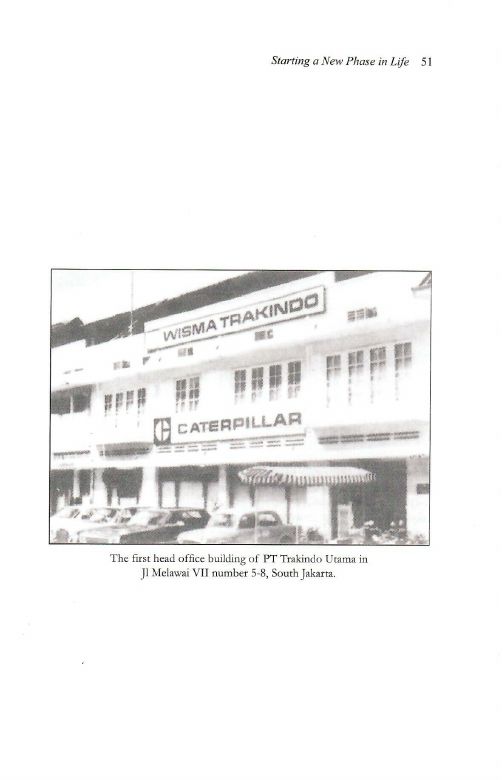 Starting a New Phase in Life 51
WISMA TRAKINDO
CATERPILLAR
The first head office building of PT Trakindo Utama in
Jl Melawai VII number 5-8, South Jakarta.